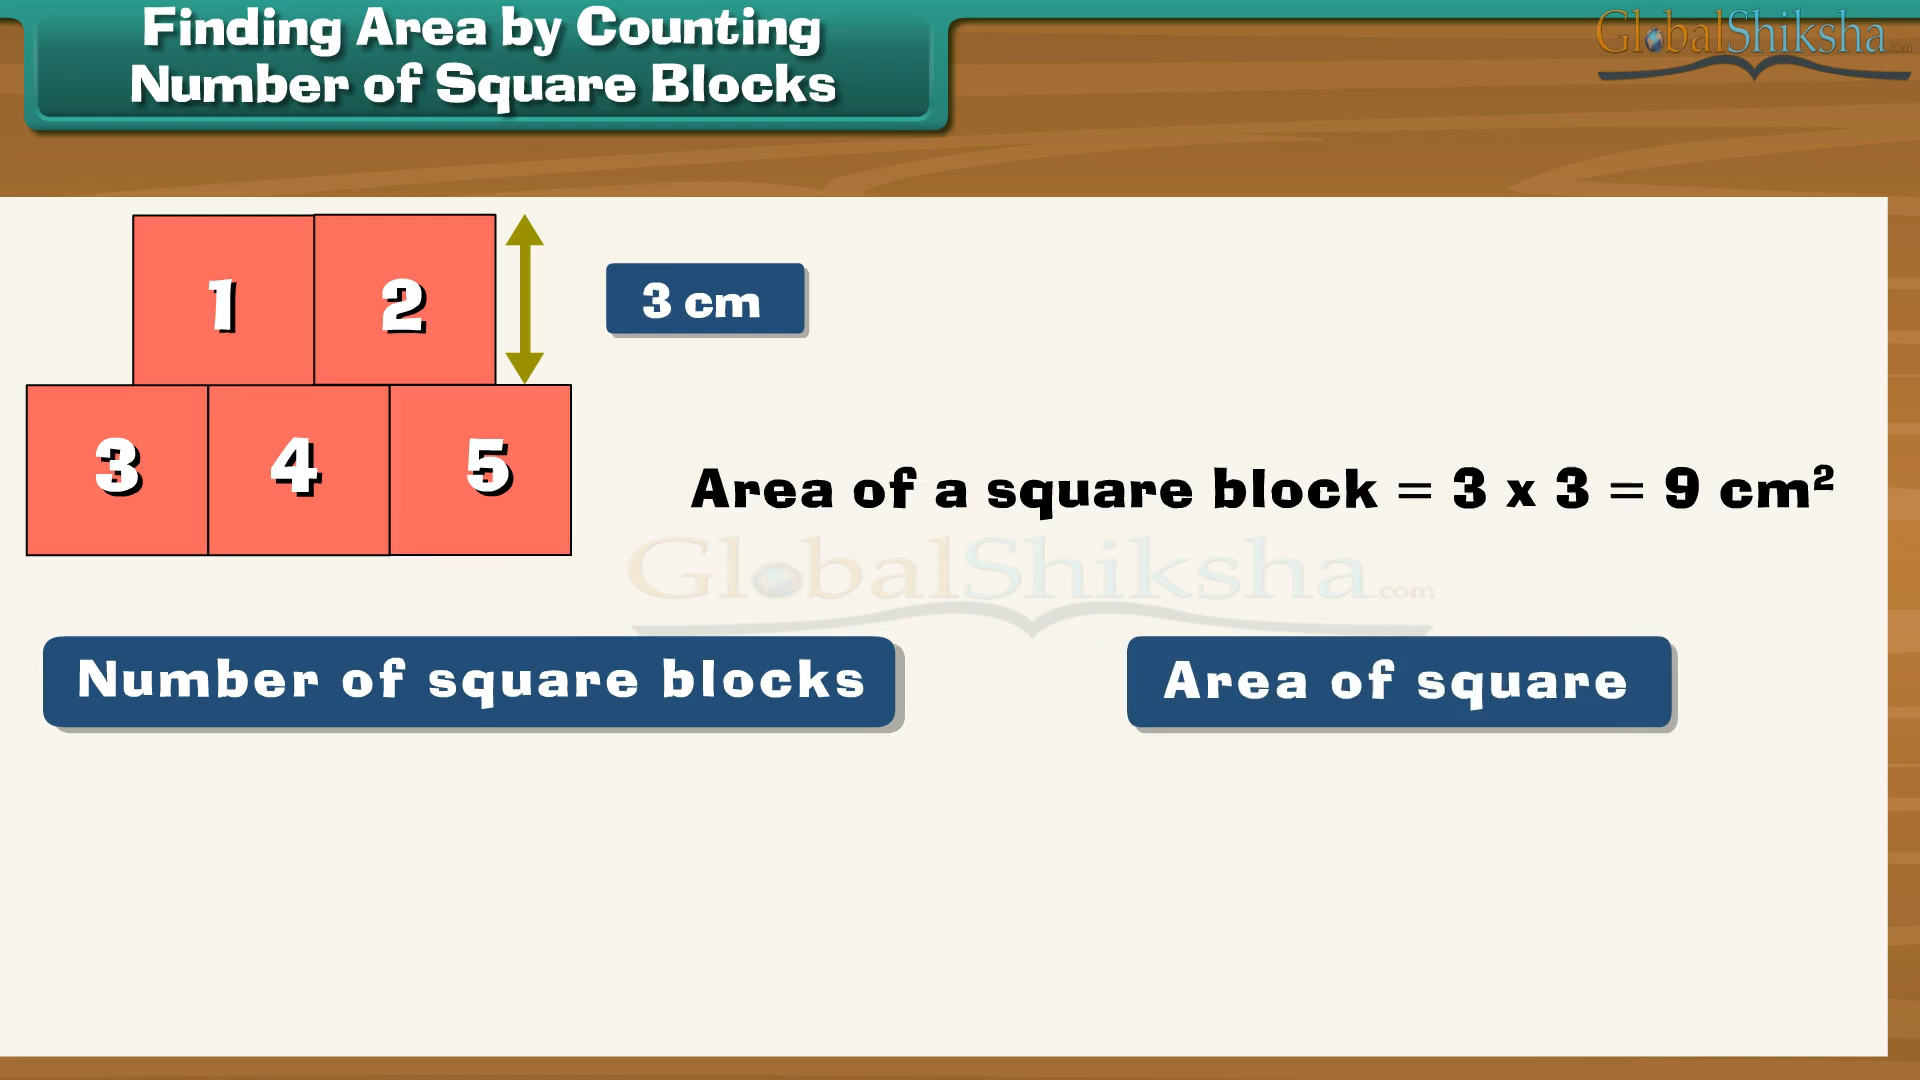 Finding Area by Counting
Number of Square Blocks
GlobalShiksha.com
1 2
3 cm
3 4 5
Area of a square block = 3 x 3 = 9 cm²
GlobalShiksha.com
Number of square blocks
Area of square